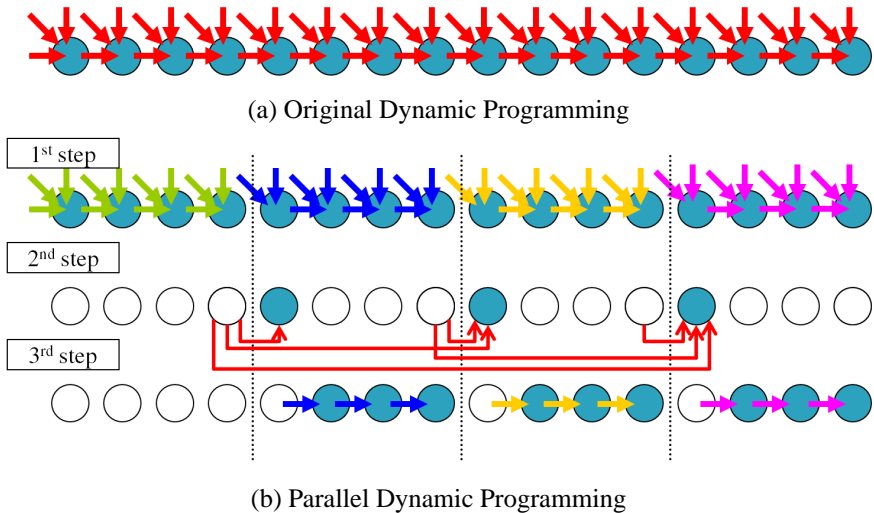 (a) Original Dynamic Programming
1st step
2nd step
3rd step
(b) Parallel Dynamic Programming